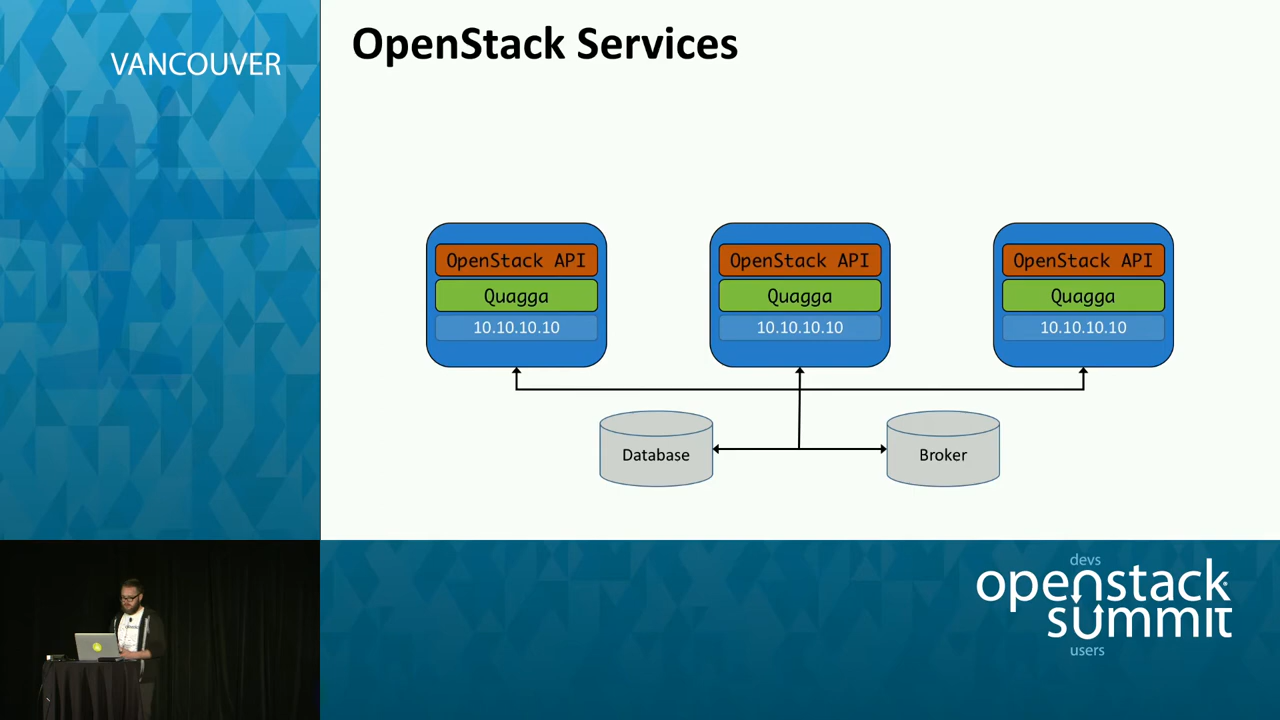 VANCOUVER
OpenStack Services
OpenStack API
Quagga
10.10.10.10
OpenStack API
Quagga
10.10.10.10
OpenStack API
Quagga
10.10.10.10
Database
Broker
devs
openstack
summit
users